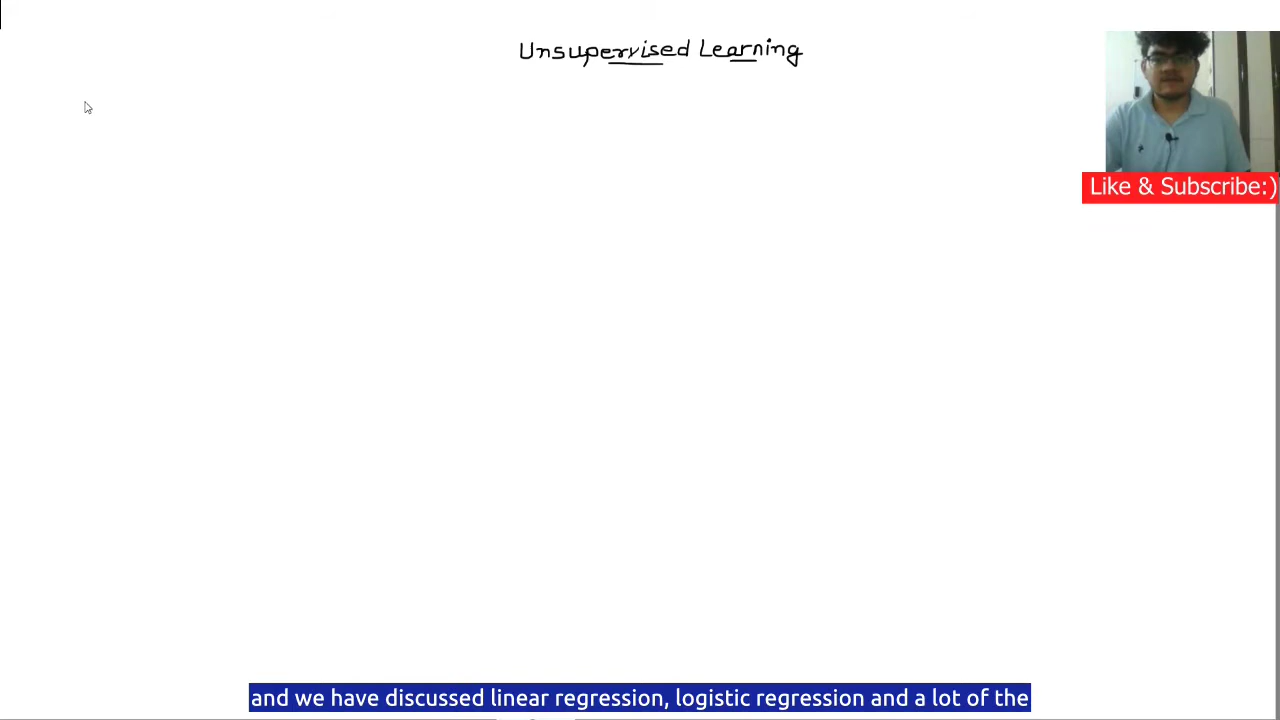 Unsupervised Learning
Like & Subscribe:)
and we have discussed linear regression, logistic regression and a lot of the